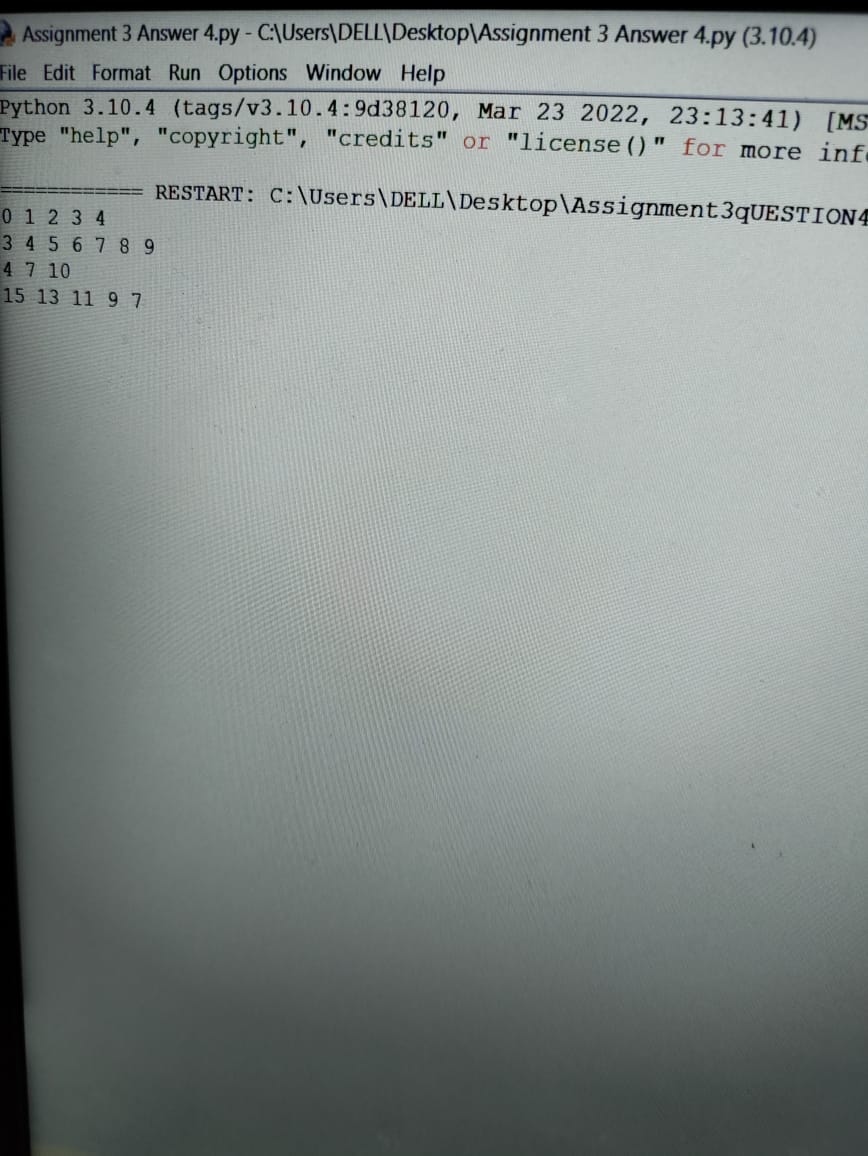 Assignment 3 Answer 4.py - C:\Users\DELL\Desktop\Assignment 3 Answer 4.py (3.10.4)
File Edit Format Run Options Window Help
Python 3.10.4 (tags/v3.10.4:9d38120, Mar 23 2022, 23:13:41) [MS
Type "help", "copyright", "credits" or "license()" for more info
============ RESTART: C:\Users\DELL\Desktop\Assignment3qUESTION4
0 1 2 3 4
3 4 5 6 7 8 9
4 7 10
15 13 11 9 7